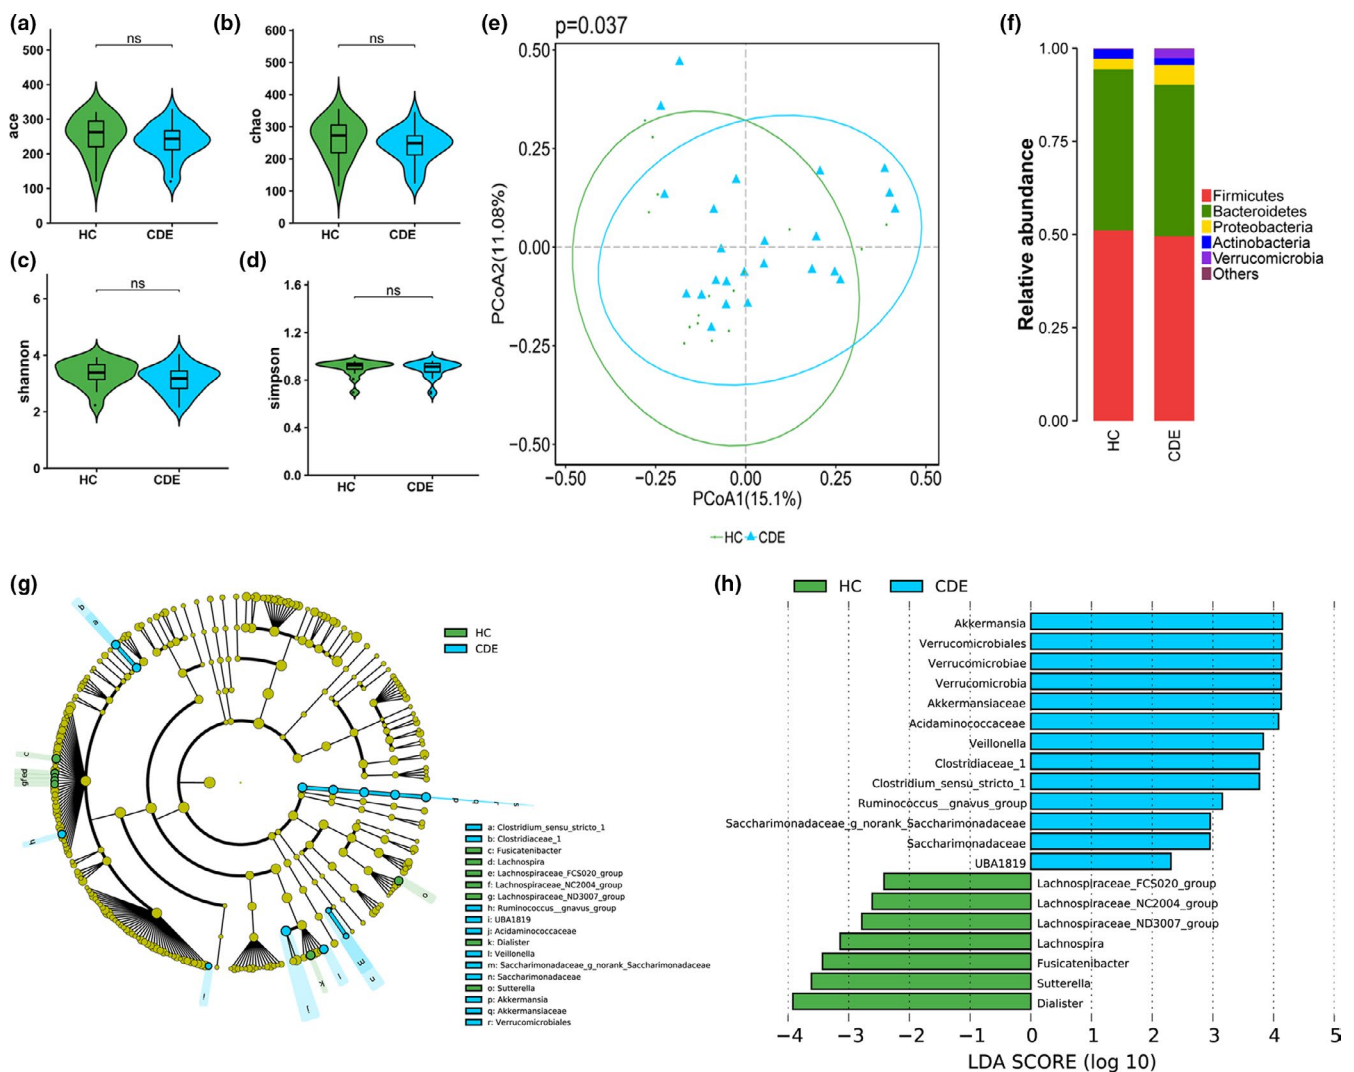 (a)
ns
500
400
300
200
100
0
ace
HC CDE
(b)
ns
600
500
400
300
200
100
0
chao
HC CDE
(c)
ns
6
4
2
0
shannon
HC CDE
(d)
ns
1.6
1.2
0.8
0.4
0.0
simpson
HC CDE
(e)
p=0.037
0.50
0.25
0.00
−0.25
−0.50
PCoA2(11.08%)
−0.50 −0.25 0.00 0.25 0.50
PCoA1(15.1%)
HC CDE
(f)
1.00
0.75
0.50
0.25
0.00
Relative abundance
HC CDE
Firmicutes
Bacteroidetes
Proteobacteria
Actinobacteria
Verrucomicrobia
Others
(g)
HC
CDE
b
a
c
gfed
h
i
j
k
l
m
n
o
p q r s
a: Clostridium_sensu_stricto_1
b: Clostridiaceae_1
c: Fusicatenibacter
d: Lachnospira
e: Lachnospiraceae_FCS020_group
f: Lachnospiraceae_NC2004_group
g: Lachnospiraceae_ND3007_group
h: Ruminococcus__gnavus_group
i: UBA1819
j: Acidaminococcaceae
k: Dialister
l: Veillonella
m: Saccharimonadaceae_g_norank_Saccharimonadaceae
n: Saccharimonadaceae
o: Sutterella
p: Akkermansia
q: Akkermansiaceae
r: Verrucomicrobiales
(h)
HC CDE
Akkermansia
Verrucomicrobiales
Verrucomicrobiae
Verrucomicrobia
Akkermansiaceae
Acidaminococcaceae
Veillonella
Clostridiaceae_1
Clostridium_sensu_stricto_1
Ruminococcus__gnavus_group
Saccharimonadaceae_g_norank_Saccharimonadaceae
Saccharimonadaceae
UBA1819
Lachnospiraceae_FCS020_group
Lachnospiraceae_NC2004_group
Lachnospiraceae_ND3007_group
Lachnospira
Fusicatenibacter
Sutterella
Dialister
−4 −3 −2 −1 0 1 2 3 4 5
LDA SCORE (log 10)